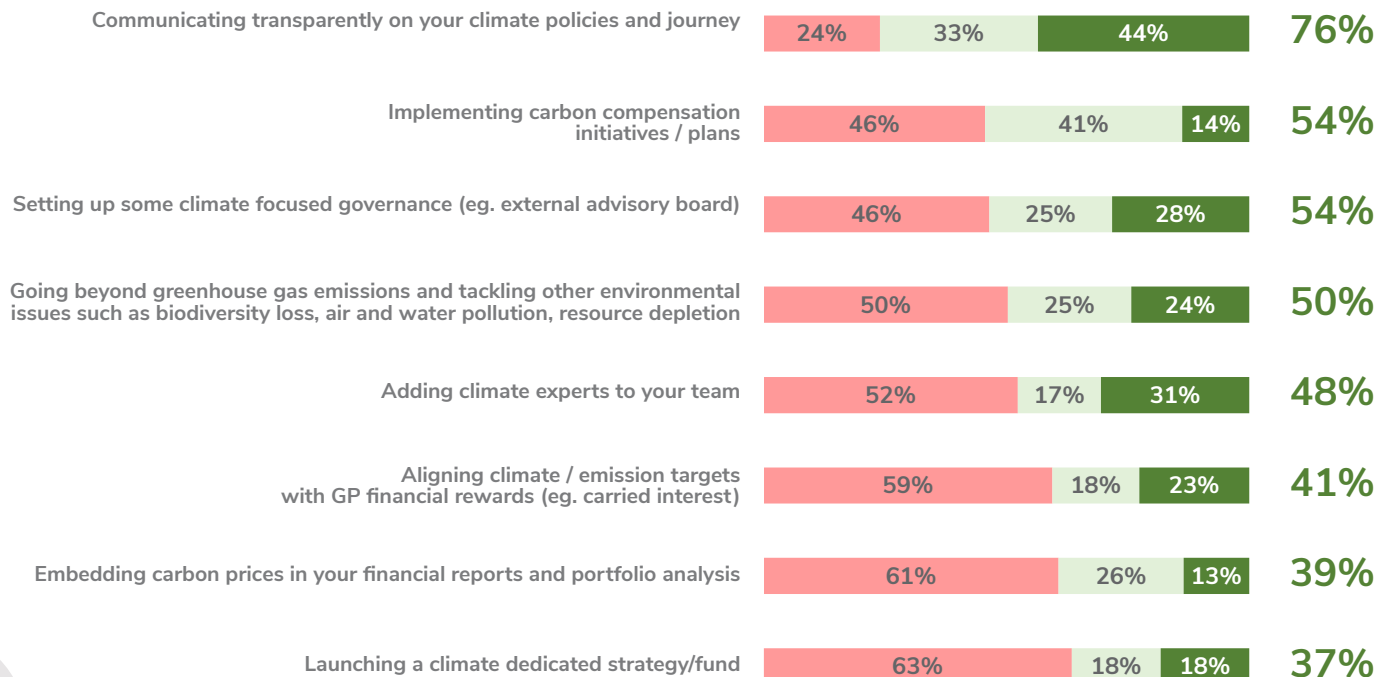 Communicating transparently on your climate policies and journey
24% 33% 44% 76%
Implementing carbon compensation
initiatives / plans
46% 41% 14% 54%
Setting up some climate focused governance (eg. external advisory board)
46% 25% 28% 54%
Going beyond greenhouse gas emissions and tackling other environmental
issues such as biodiversity loss, air and water pollution, resource depletion
50% 25% 24% 50%
Adding climate experts to your team
52% 17% 31% 48%
Aligning climate / emission targets
with GP financial rewards (eg. carried interest)
59% 18% 23% 41%
Embedding carbon prices in your financial reports and portfolio analysis
61% 26% 13% 39%
Launching a climate dedicated strategy/fund
63% 18% 18% 37%